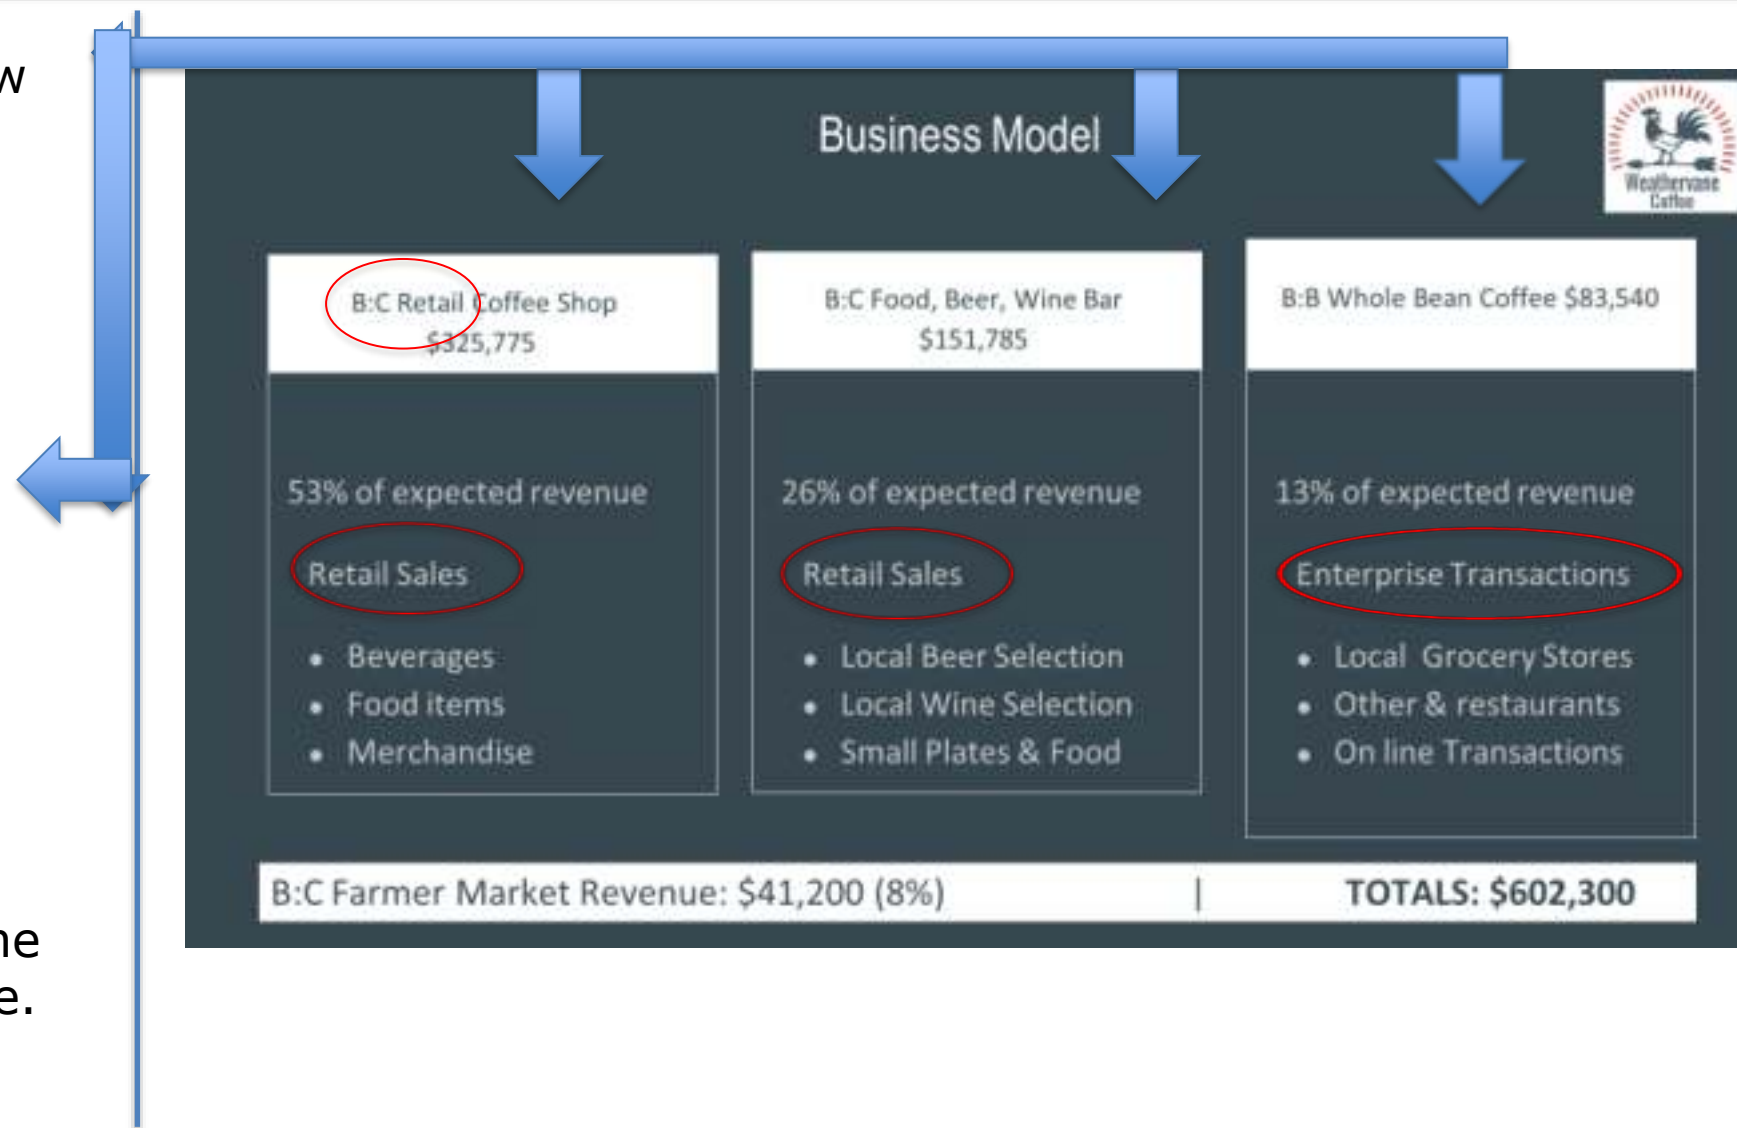 w
Business Model
Weathervane
Coffee
B:C Retail Coffee Shop
$325,775
B:C Food, Beer, Wine Bar
$151,785
B:B Whole Bean Coffee $83,540
53% of expected revenue
26% of expected revenue
13% of expected revenue
Retail Sales
Retail Sales
Enterprise Transactions
• Beverages
• Food items
• Merchandise
• Local Beer Selection
• Local Wine Selection
• Small Plates & Food
• Local Grocery Stores
• Other & restaurants
• On line Transactions
B:C Farmer Market Revenue: $41,200 (8%) | TOTALS: $602,300
ne
e.